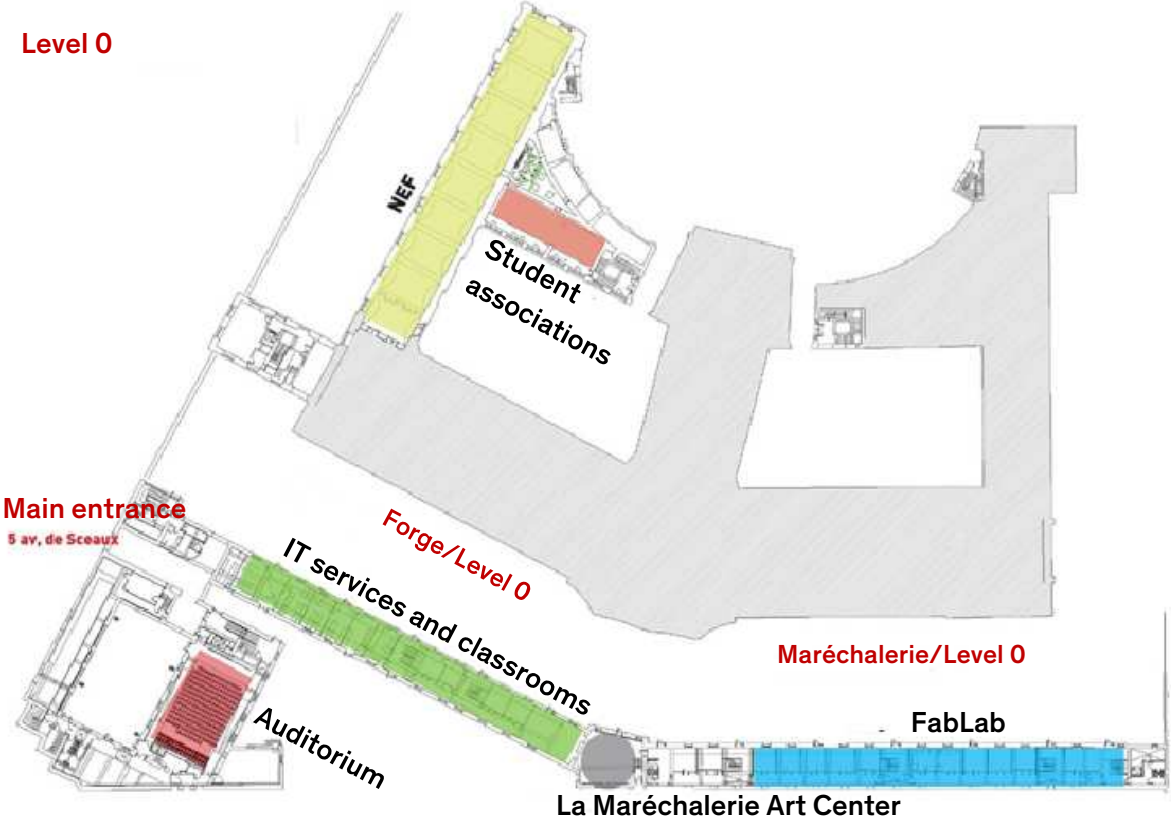 Level 0
NEF
Student
associations
Main entrance
5 av, de Sceaux
Forge/Level 0
IT services and classrooms
Maréchalerie/Level 0
Auditorium
FabLab
La Maréchalerie Art Center